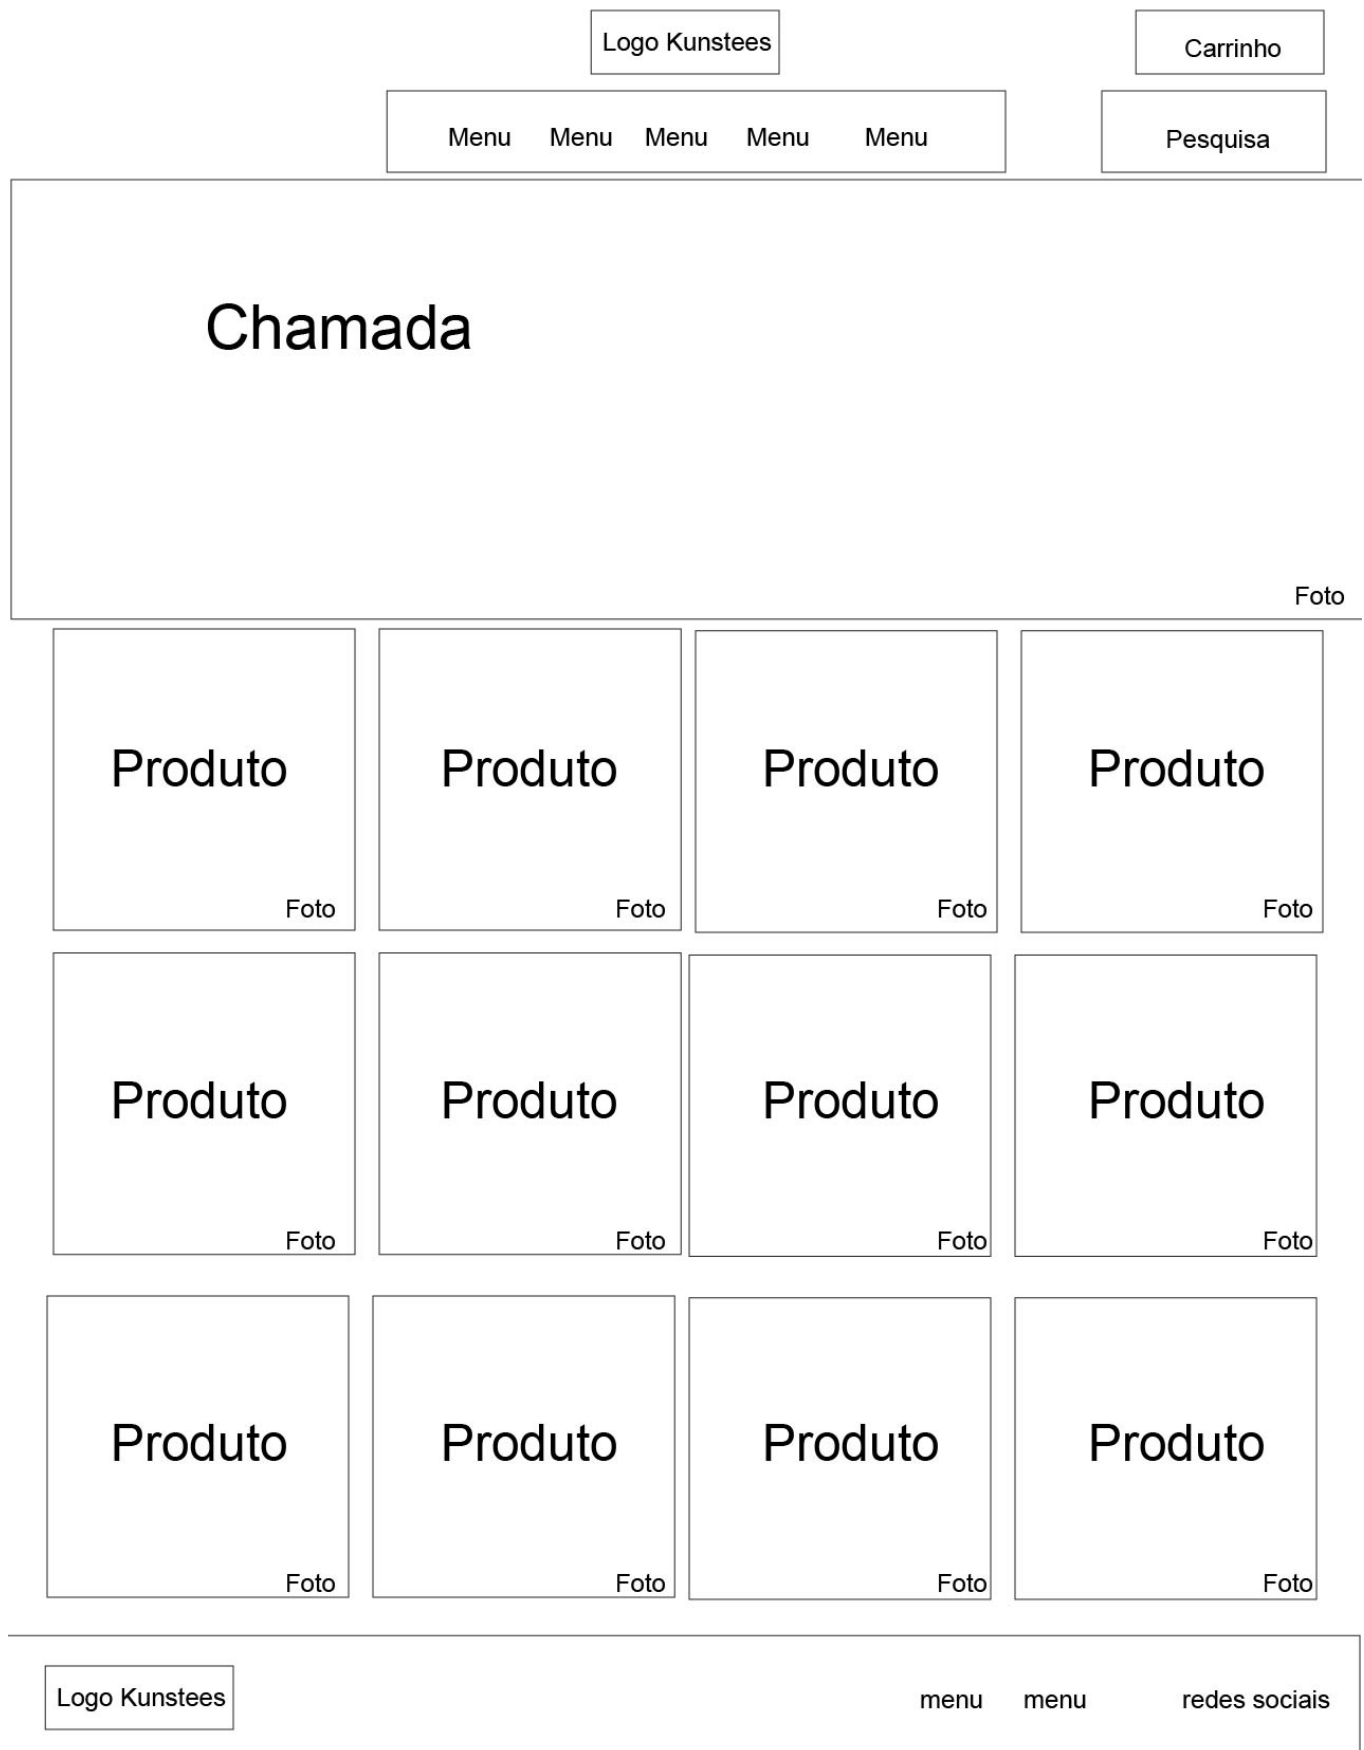 Logo Kunstees
Carrinho
Menu Menu Menu Menu Menu
Pesquisa
Chamada
Foto
Produto Produto Produto Produto
Foto Foto Foto Foto
Produto Produto Produto Produto
Foto Foto Foto Foto
Produto Produto Produto Produto
Foto Foto Foto Foto
Logo Kunstees
menu menu redes sociais